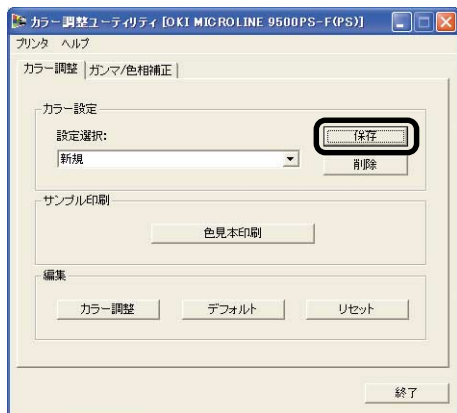 カラー調整ユーティリティ [OKI MICROLINE 9500PS-F(PS)]
プリンタ ヘルプ
カラー調整 ガンマ/色相補正
カラー設定
設定選択:
保存
新規
削除
サンプル印刷
色見本印刷
編集
カラー調整 デフォルト リセット
終了